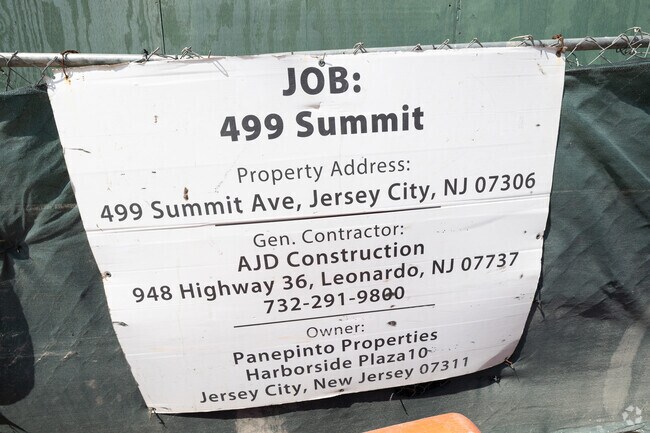 JOB:
499 Summit
Property Address:
499 Summit Ave, Jersey City, NJ 07306
Gen. Contractor:
AJD Construction
948 Highway 36, Leonardo, NJ 07737
732-291-9800
Owner:
Panepinto Properties
Harborside Plaza10
Jersey City, New Jersey 07311